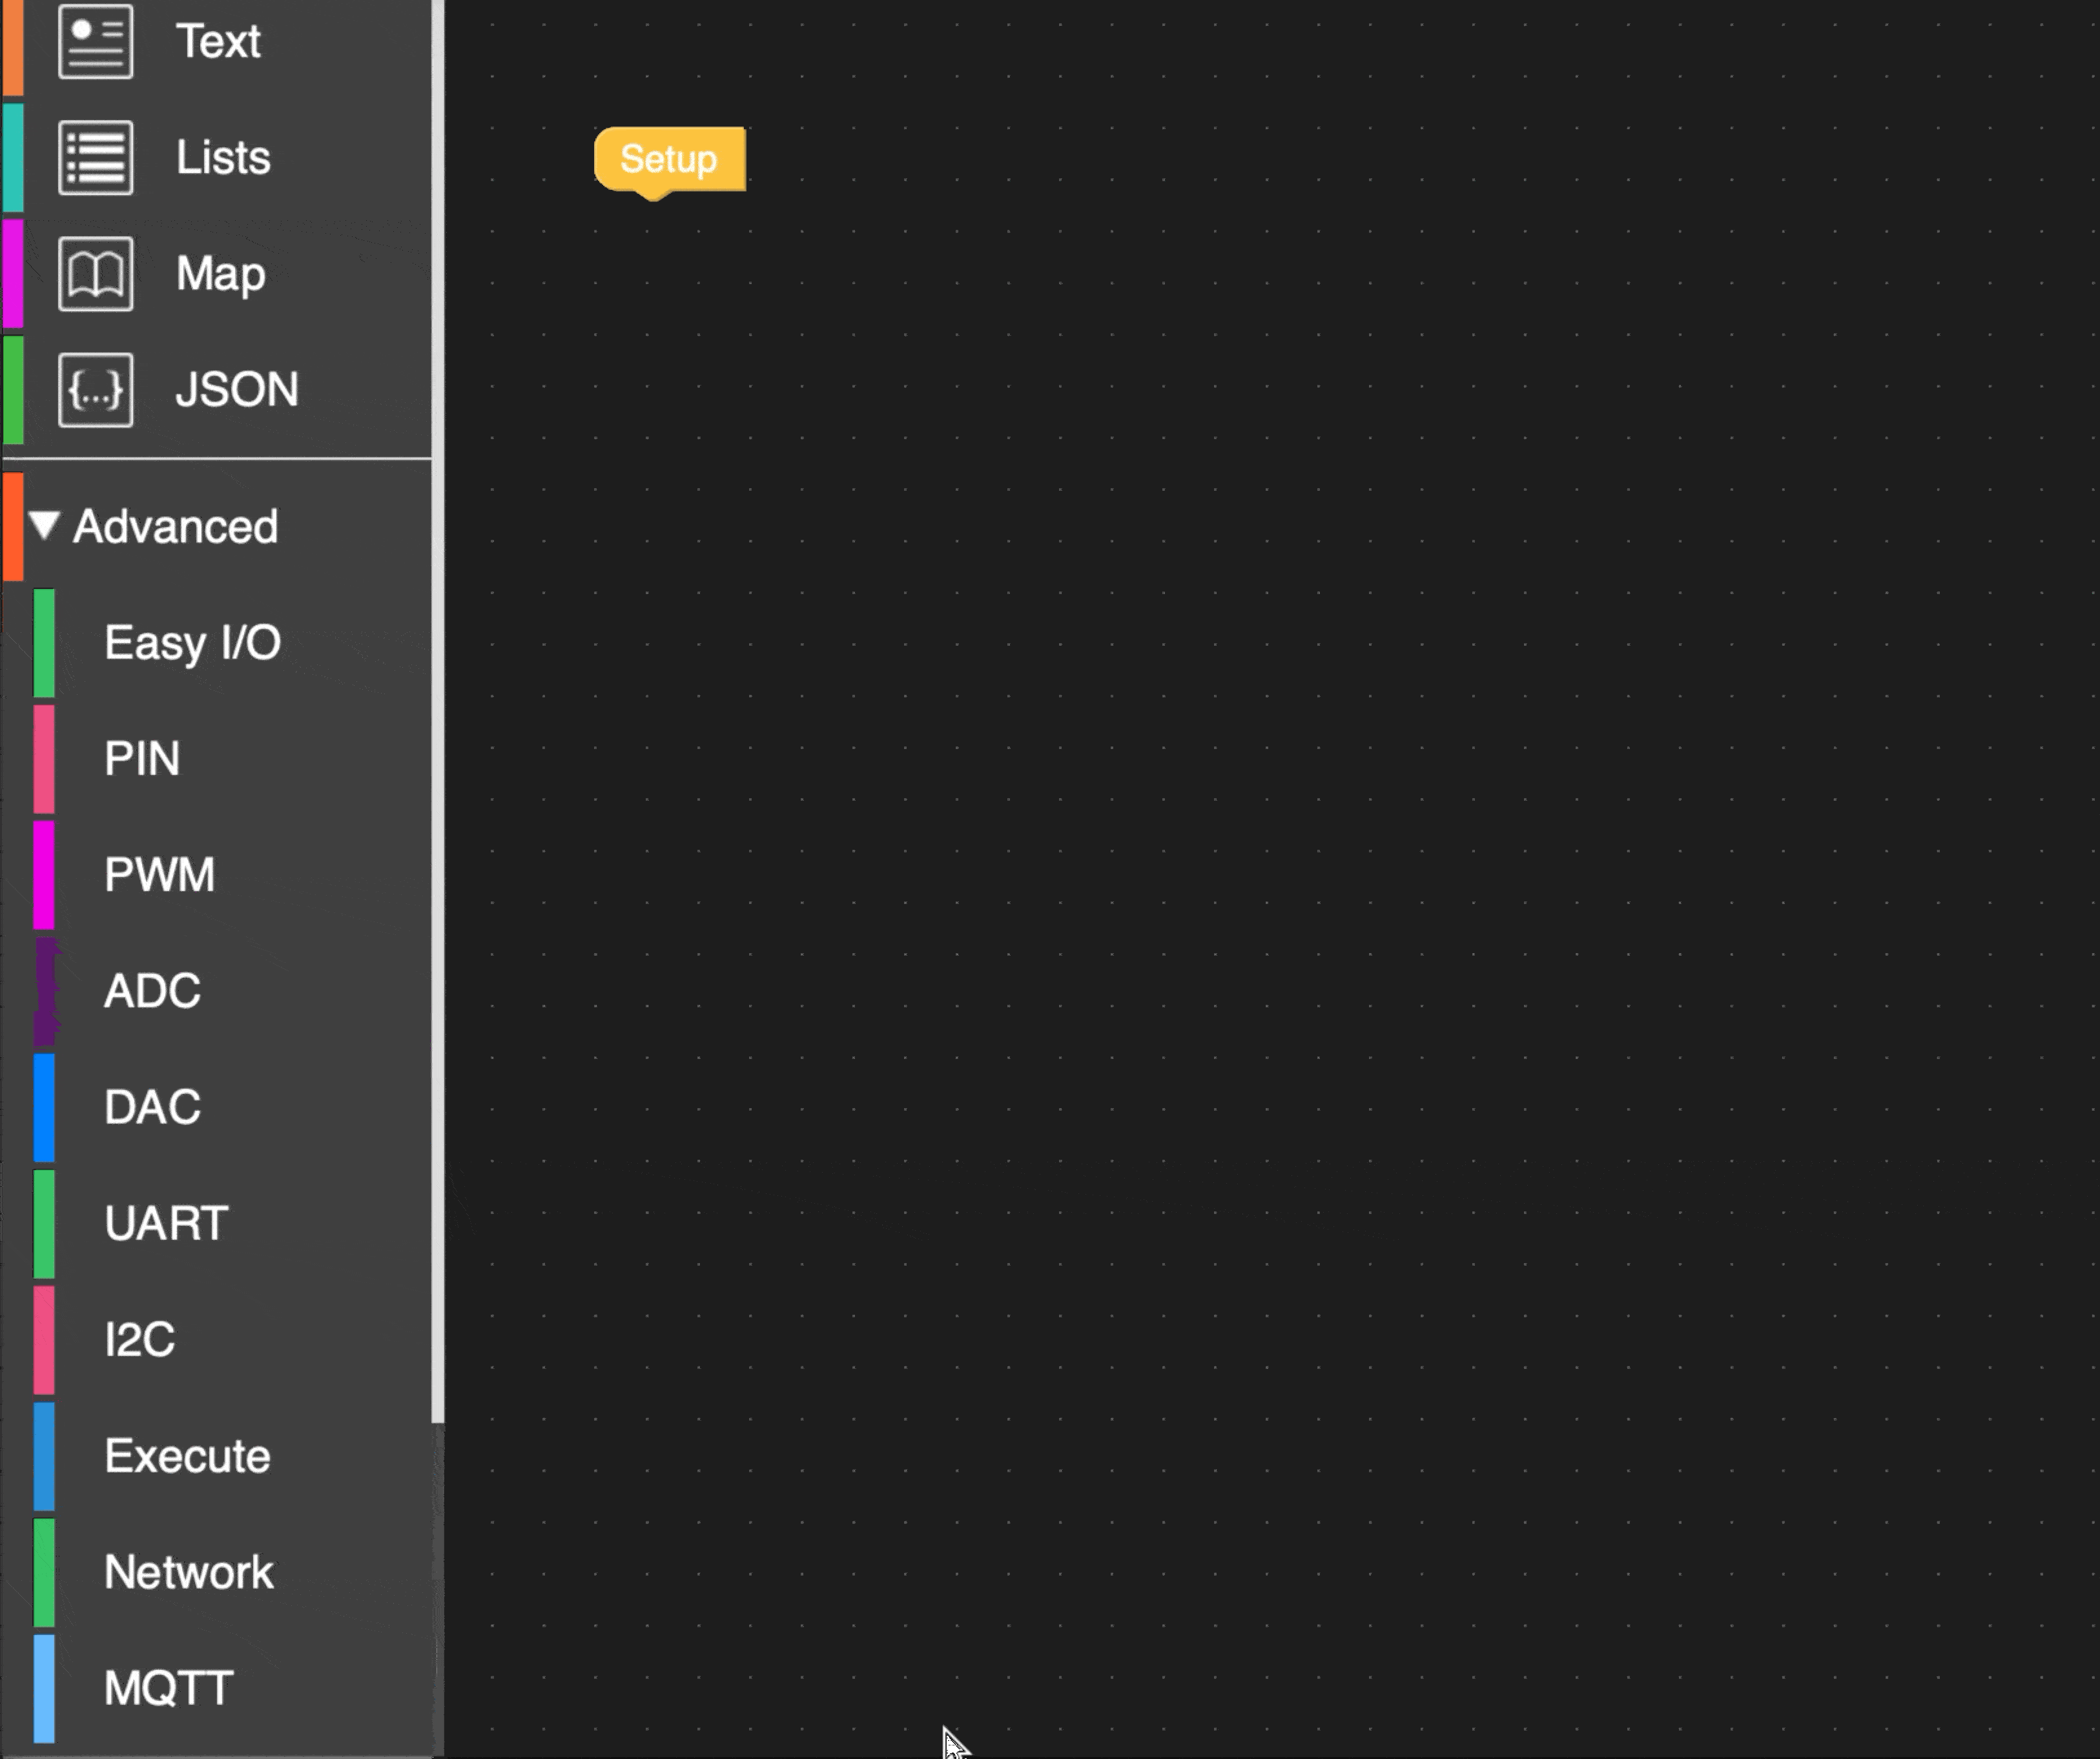 Text
Lists
Map
{...} JSON
Advanced
Easy I/O
PIN
PWM
ADC
DAC
UART
I2C
Execute
Network
MQTT
Setup